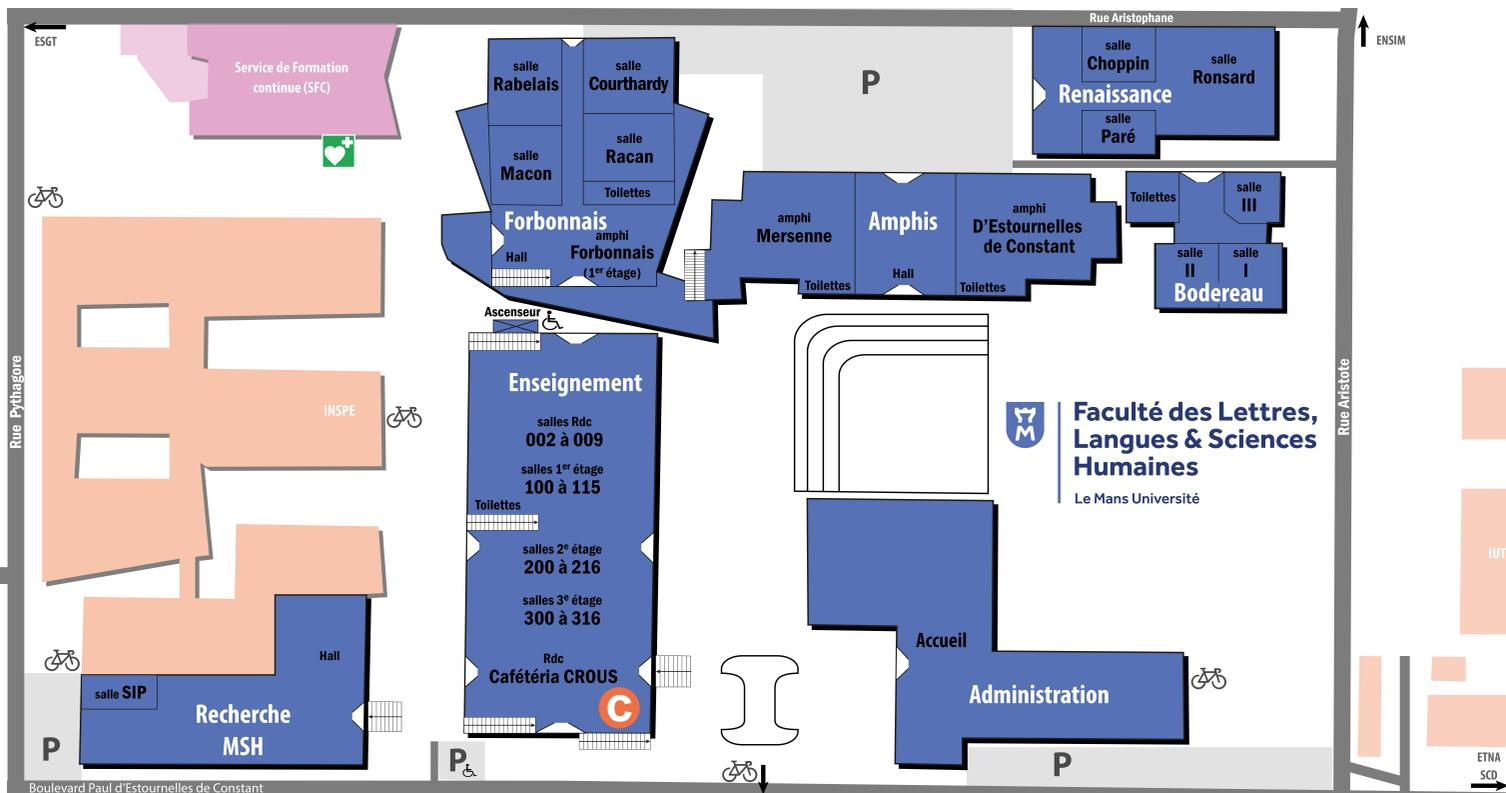 Rue Aristophane
ESGT
ENSIM
Service de Formation
continue (SFC)
salle
Rabelais
salle
Courthardy
P
salle
Choppin
salle
Ronsard
Renaissance
salle
Paré
salle
Macon
salle
Racan
Toilettes
Forbonnais
amphi
Forbonnais
(1er étage)
Hall
amphi
Mersenne
Amphis
amphi
D'Estournelles
de Constant
Toilettes
Hall
Toilettes
Toilettes
salle
III
salle
II
salle
I
Bodereau
Ascenseur
Enseignement
salles Rdc
002 à 009
salles 1er étage
100 à 115
Toilettes
salles 2e étage
200 à 216
salles 3e étage
300 à 316
Rdc
Cafétéria CROUS
C
Rue Pythagore
INSPE
Rue Aristote
Faculté des Lettres,
Langues & Sciences
Humaines
Le Mans Université
IUT
Hall
salle SIP
Recherche
MSH
Accueil
Administration
P
P
P
ETNA
SCD
Boulevard Paul d'Estournelles de Constant